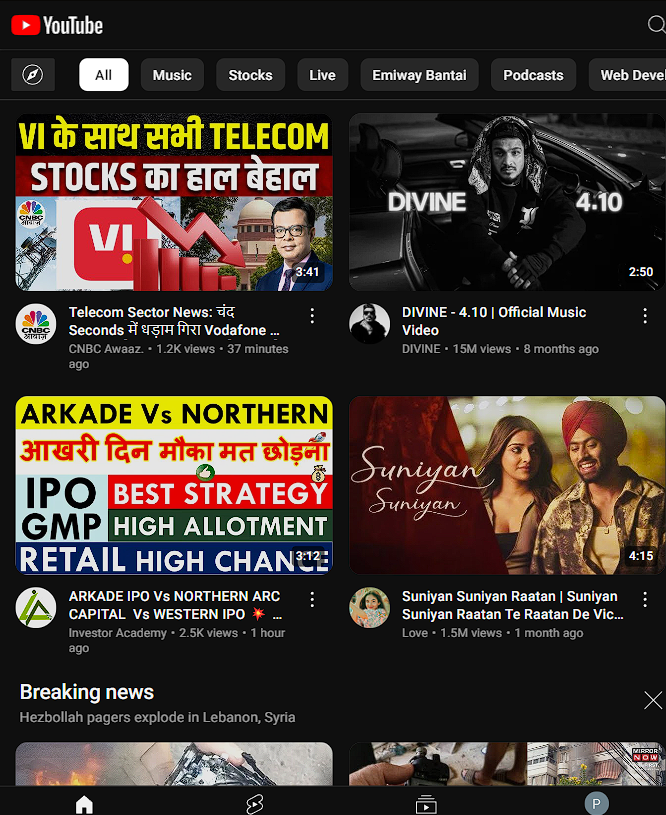 YouTube
All
Music
Stocks
Live
Emiway Bantai
Podcasts
Web Devel
VI के साथ सभी TELECOM
STOCKS का हाल बेहाल
CNBC
आवाज़
VI
3:41
DIVINE
4.10
2:50
CNBC
आवाज़
Telecom Sector News: चंद
Seconds में धड़ाम गिरा Vodafone ...
CNBC Awaaz. • 1.2K views • 37 minutes
ago
DIVINE - 4.10 | Official Music
Video
DIVINE • 15M views • 8 months ago
ARKADE Vs NORTHERN
आखरी दिन मौका मत छोड़ना
IPO
GMP
BEST STRATEGY
HIGH ALLOTMENT
RETAIL HIGH CHANCE
3:12
Suniyan
Suniyan
4:15
ARKADE IPO Vs NORTHERN ARC
CAPITAL Vs WESTERN IPO 💥 ...
Investor Academy • 2.5K views • 1 hour
ago
Suniyan Suniyan Raatan | Suniyan
Suniyan Raatan Te Raatan De Vic...
Love • 1.5M views • 1 month ago
Breaking news
Hezbollah pagers explode in Lebanon, Syria
MIRROR
NOW
P